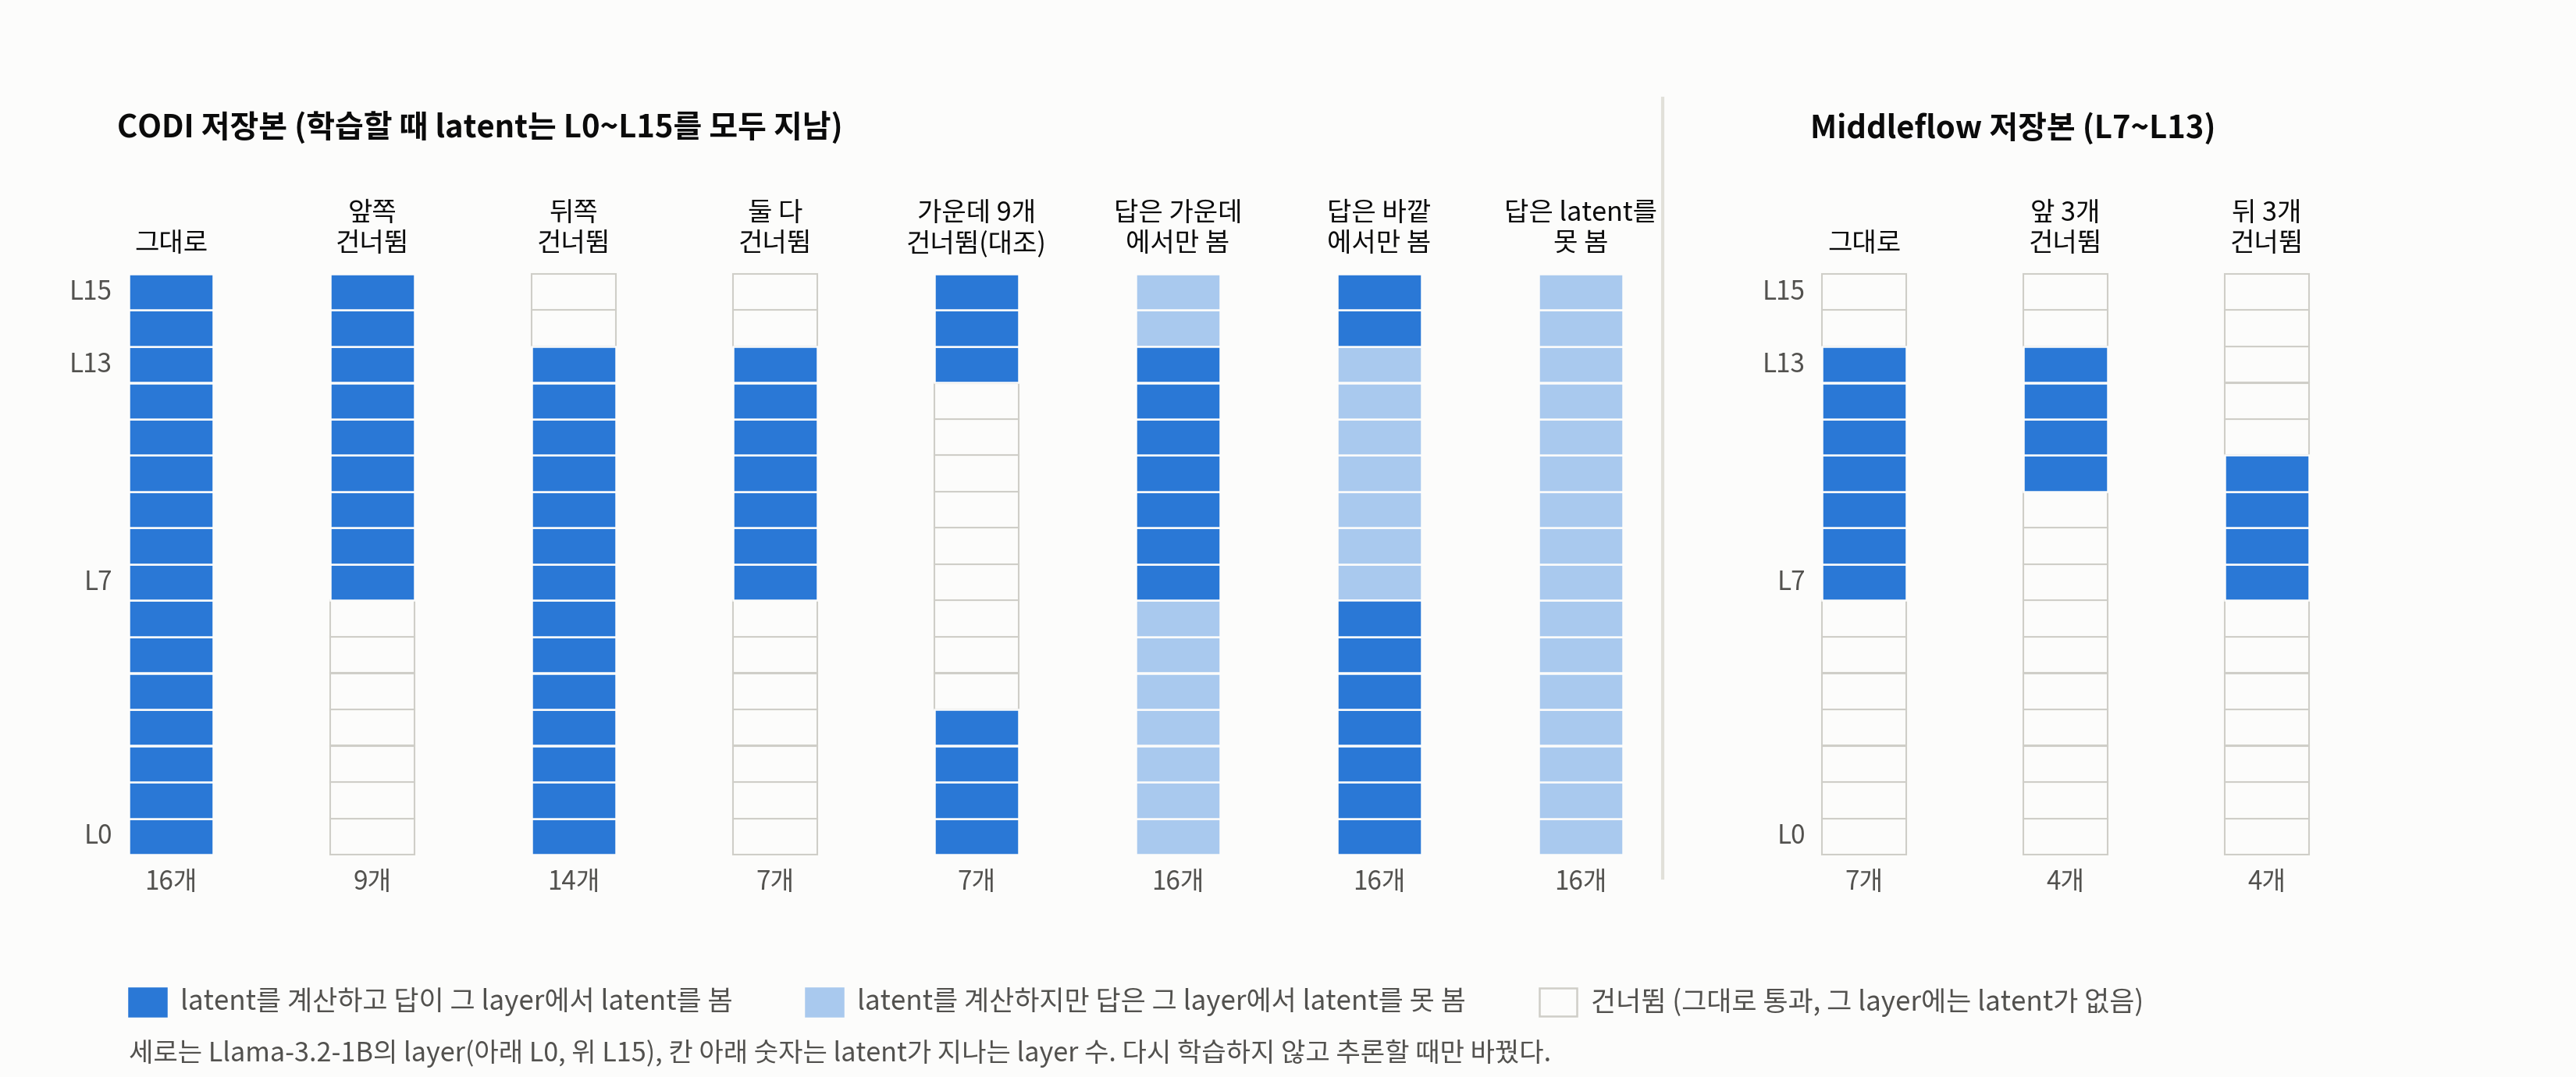 CODI 저장본 (학습할 때 latent는 L0~L15를 모두 지남)
Middleflow 저장본 (L7~L13)
그대로
앞쪽
건너뜀
뒤쪽
건너뜀
둘 다
건너뜀
가운데 9개
건너뜀(대조)
답은 가운데
에서만 봄
답은 바깥
에서만 봄
답은 latent를
못 봄
그대로
앞 3개
건너뜀
뒤 3개
건너뜀
L15
L13
L7
L0
L15
L13
L7
L0
16개
9개
14개
7개
7개
16개
16개
16개
7개
4개
4개
latent를 계산하고 답이 그 layer에서 latent를 봄
latent를 계산하지만 답은 그 layer에서 latent를 못 봄
건너뜀 (그대로 통과, 그 layer에는 latent가 없음)
세로는 Llama-3.2-1B의 layer(아래 L0, 위 L15), 칸 아래 숫자는 latent가 지나는 layer 수. 다시 학습하지 않고 추론할 때만 바꿨다.